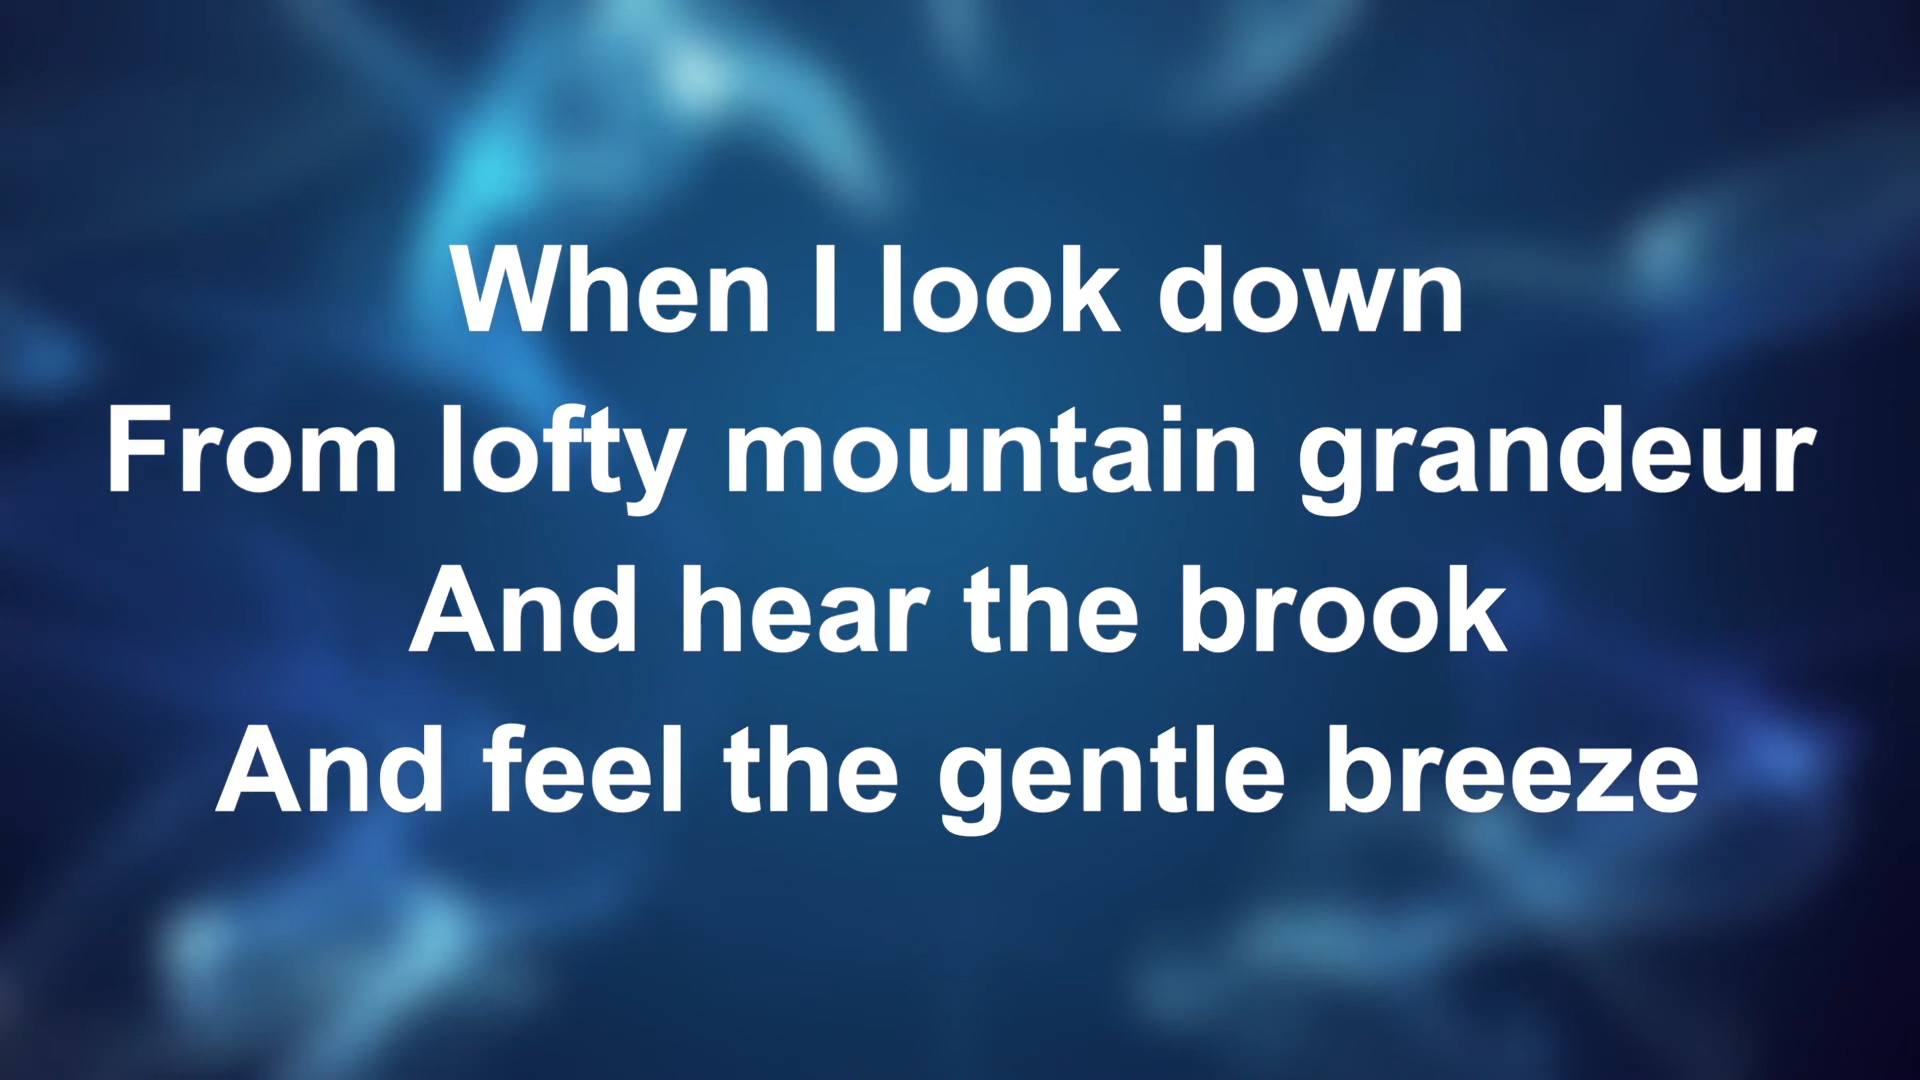 When I look down
From lofty mountain grandeur
And hear the brook
And feel the gentle breeze